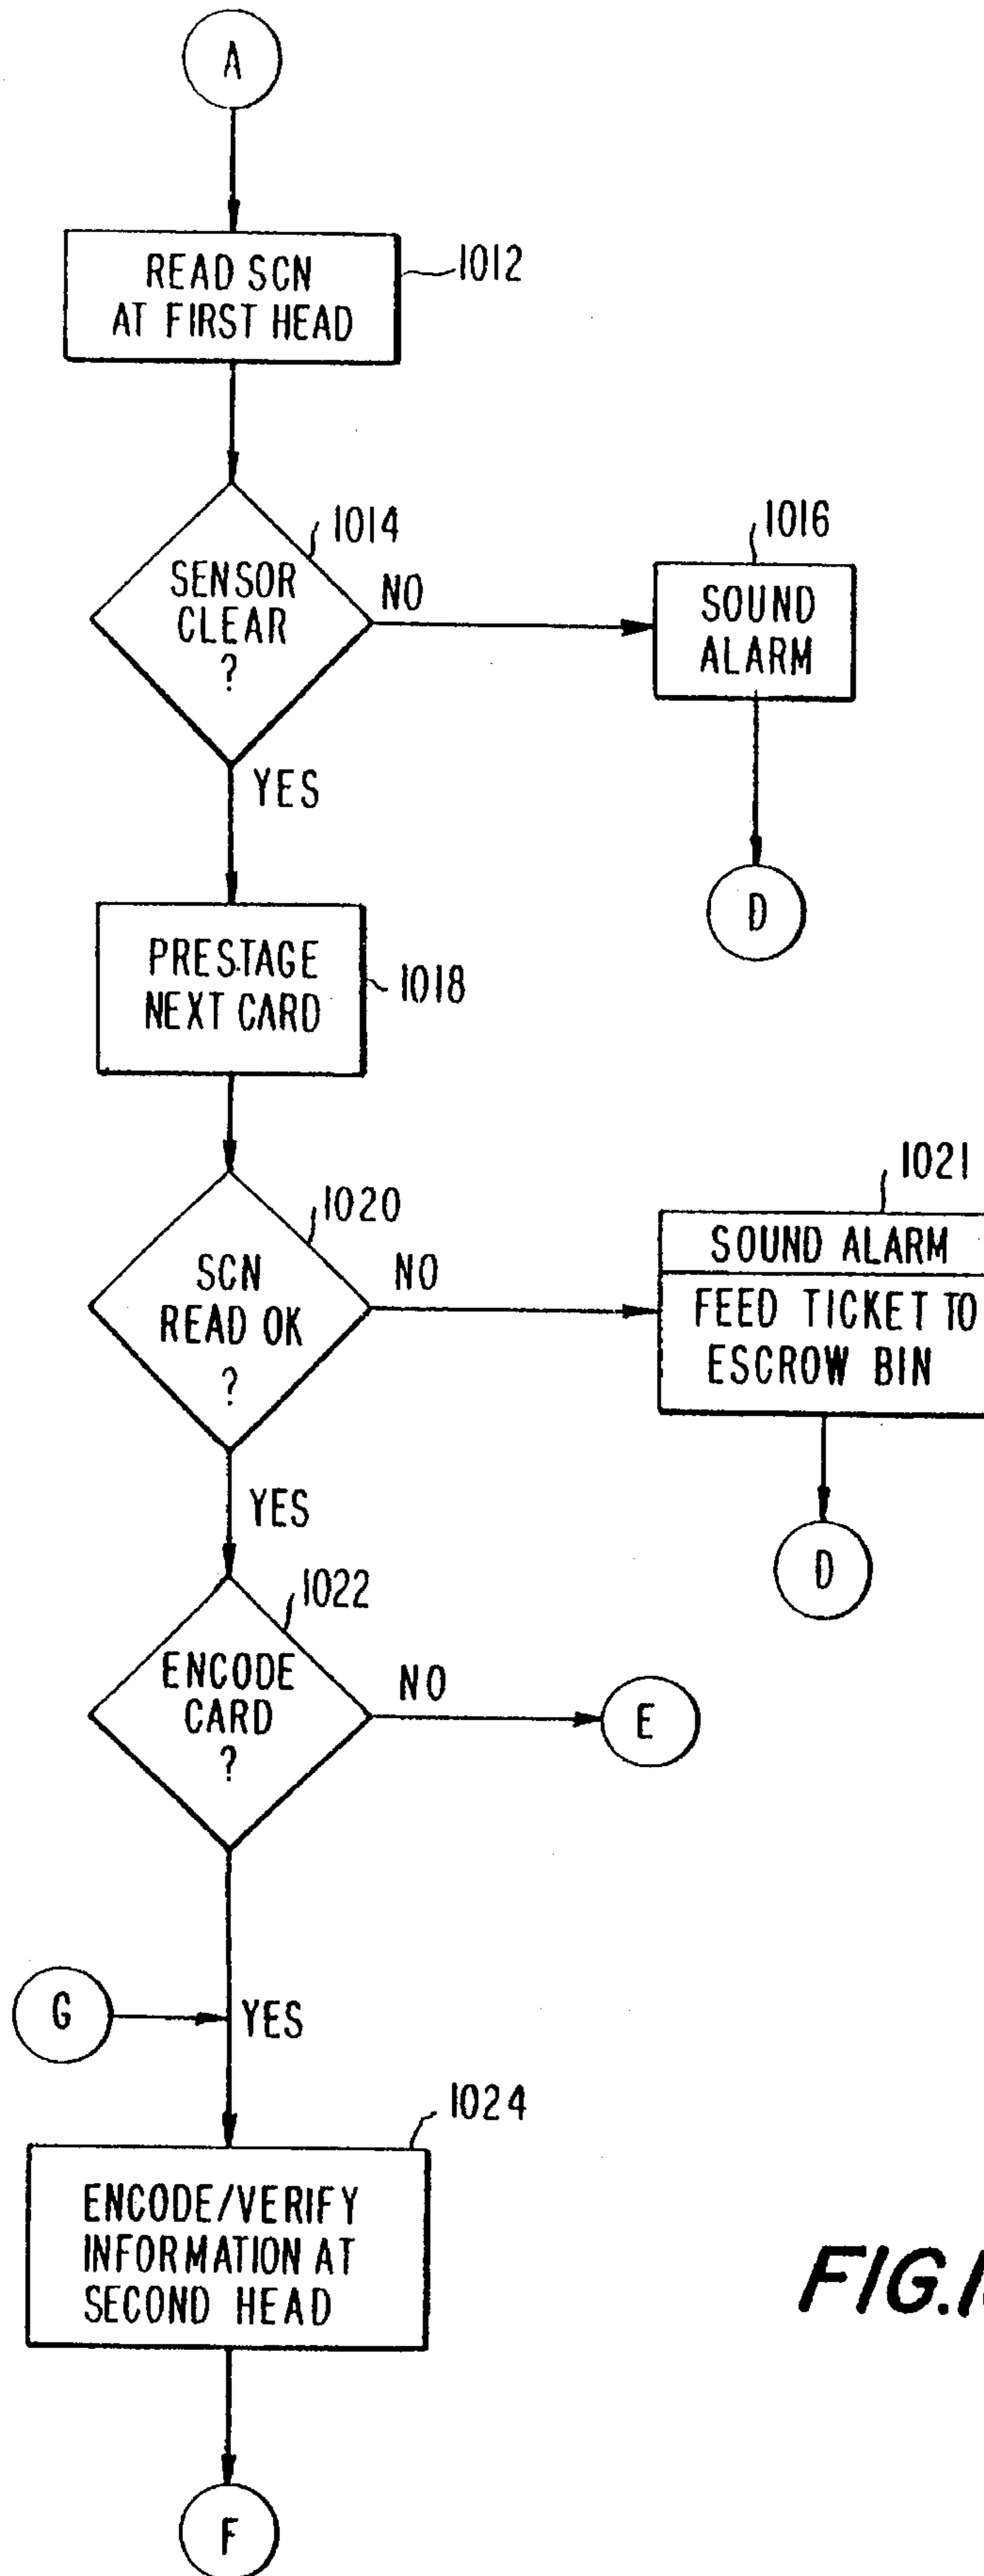 A
READ SCN
AT FIRST HEAD
1012
SENSOR
CLEAR
?
1014
NO
SOUND
ALARM
1016
YES
D
PRESTAGE
NEXT CARD
1018
SCN
READ OK
?
1020
NO
1021
SOUND ALARM
FEED TICKET TO
ESCROW BIN
YES
D
ENCODE
CARD
?
1022
NO
E
G
YES
1024
ENCODE/VERIFY
INFORMATION AT
SECOND HEAD
F